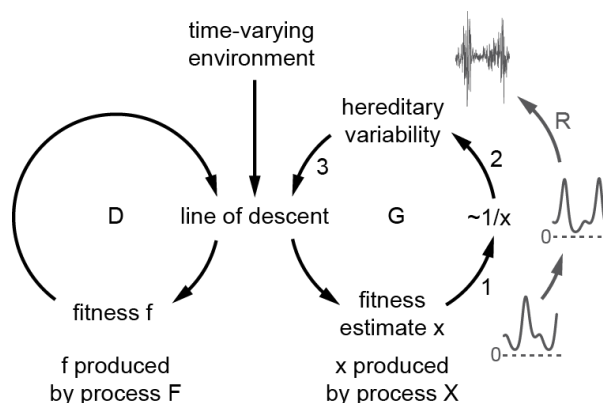 time-varying
environment
hereditary
variability
R
3
2
D
line of descent
G
~1/x
0
1
fitness f
fitness
estimate x
0
f produced
by process F
x produced
by process X